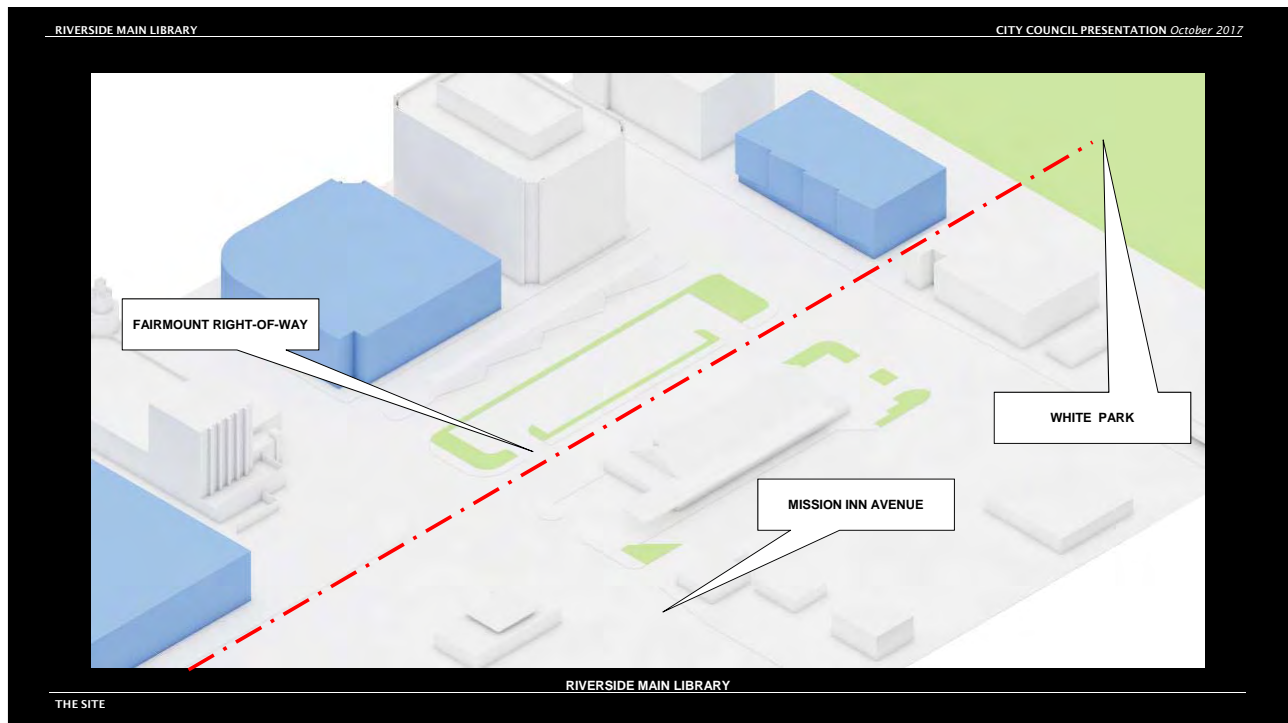 RIVERSIDE MAIN LIBRARY
CITY COUNCIL PRESENTATION October 2017
FAIRMOUNT RIGHT-OF-WAY
WHITE PARK
MISSION INN AVENUE
RIVERSIDE MAIN LIBRARY
THE SITE